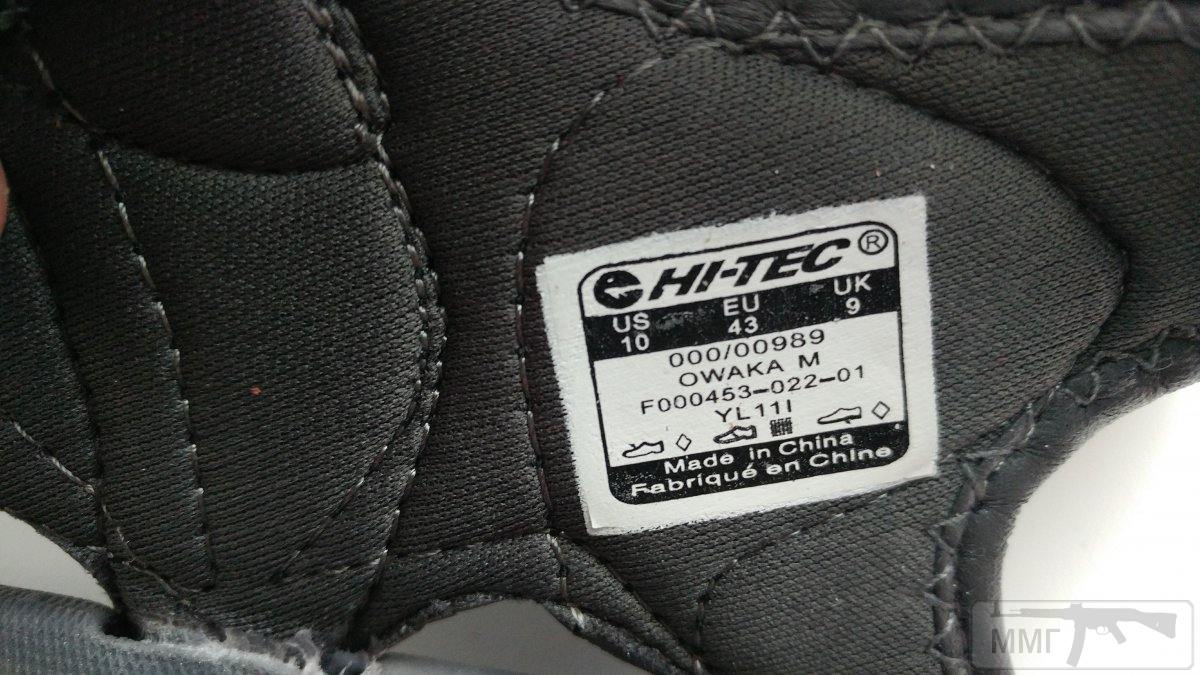 HI-TEC ®
US EU UK
10 43 9
000/00989
OWAKA M
F000453-022-01
YL11I
Made in China
Fabriqué en Chine
ММГ